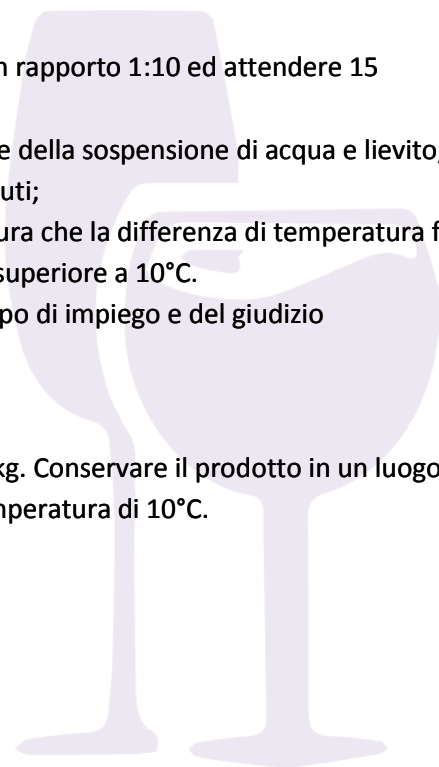 n rapporto 1:10 ed attendere 15
e della sospensione di acqua e lievito,
uti;
ura che la differenza di temperatura f
superiore a 10°C.
po di impiego e del giudizio
kg. Conservare il prodotto in un luogo
mperatura di 10°C.